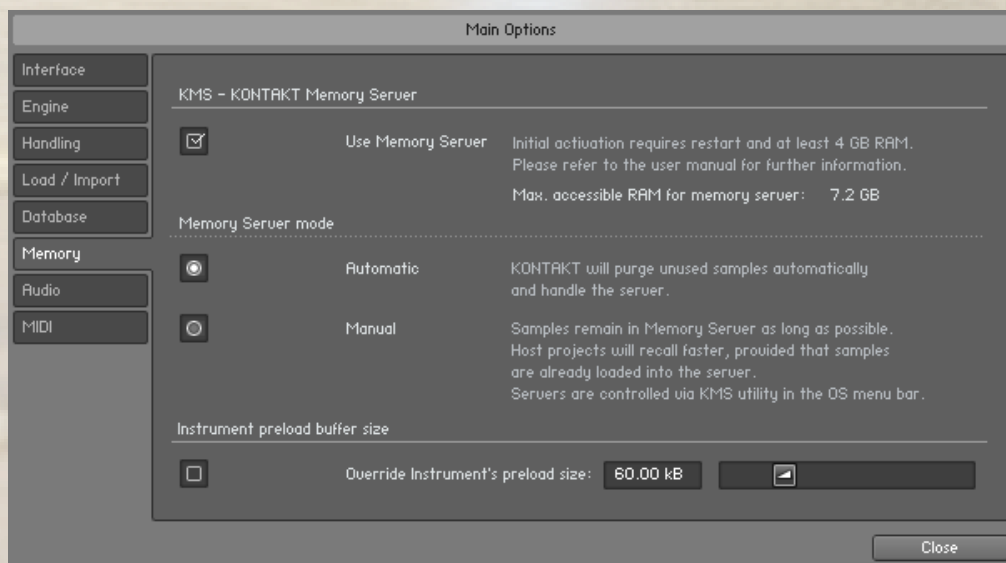 Main Options
Interface
Engine
Handling
Load / Import
Database
Memory
Audio
MIDI
KMS - KONTAKT Memory Server
Use Memory Server
Initial activation requires restart and at least 4 GB RAM.
Please refer to the user manual for further information.
Max. accessible RAM for memory server: 7.2 GB
Memory Server mode
Automatic
KONTAKT will purge unused samples automatically
and handle the server.
Manual
Samples remain in Memory Server as long as possible.
Host projects will recall faster, provided that samples
are already loaded into the server.
Servers are controlled via KMS utility in the OS menu bar.
Instrument preload buffer size
Override Instrument's preload size: 60.00 kB
Close